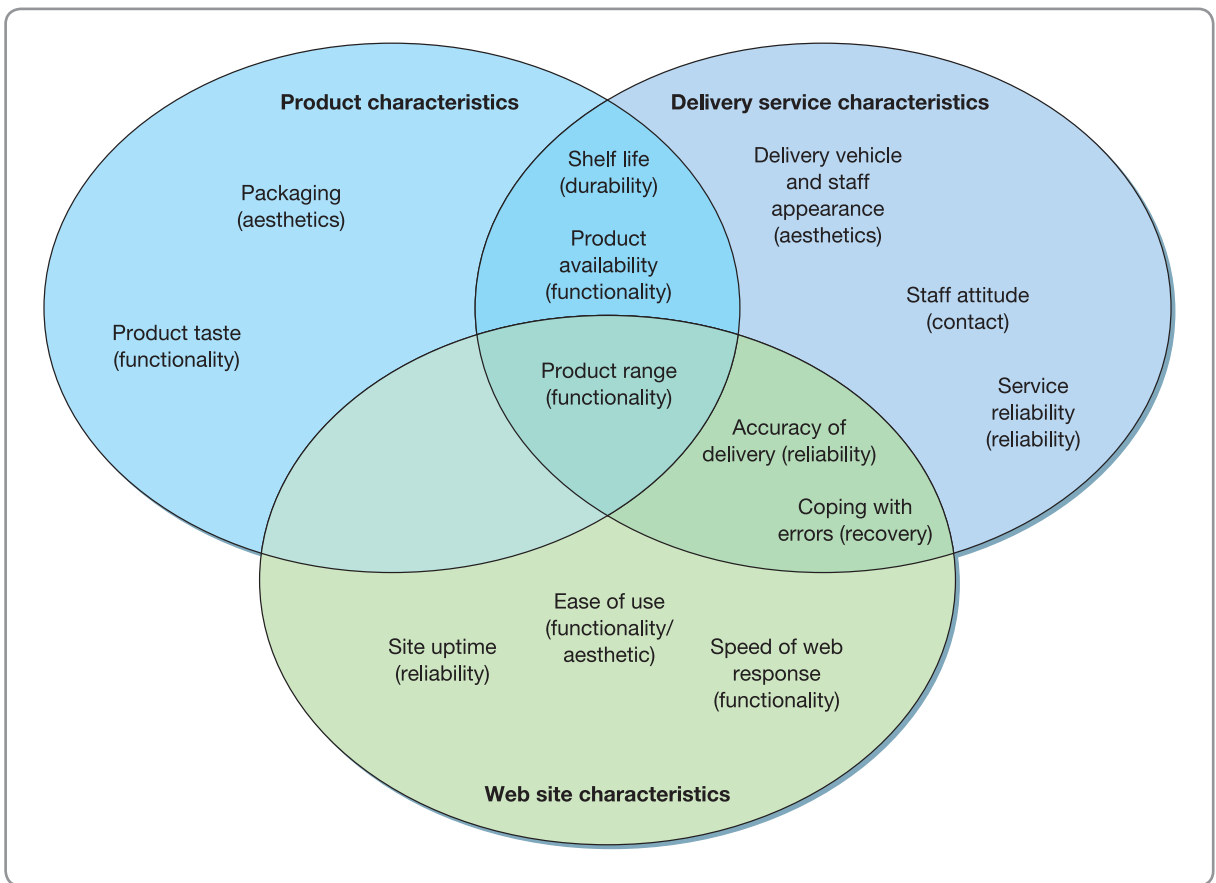 Product characteristics
Delivery service characteristics
Packaging
(aesthetics)
Product taste
(functionality)
Shelf life
(durability)
Product
availability
(functionality)
Product range
(functionality)
Delivery vehicle
and staff
appearance
(aesthetics)
Staff attitude
(contact)
Service
reliability
(reliability)
Accuracy of
delivery (reliability)
Coping with
errors (recovery)
Site uptime
(reliability)
Ease of use
(functionality/
aesthetic)
Speed of web
response
(functionality)
Web site characteristics